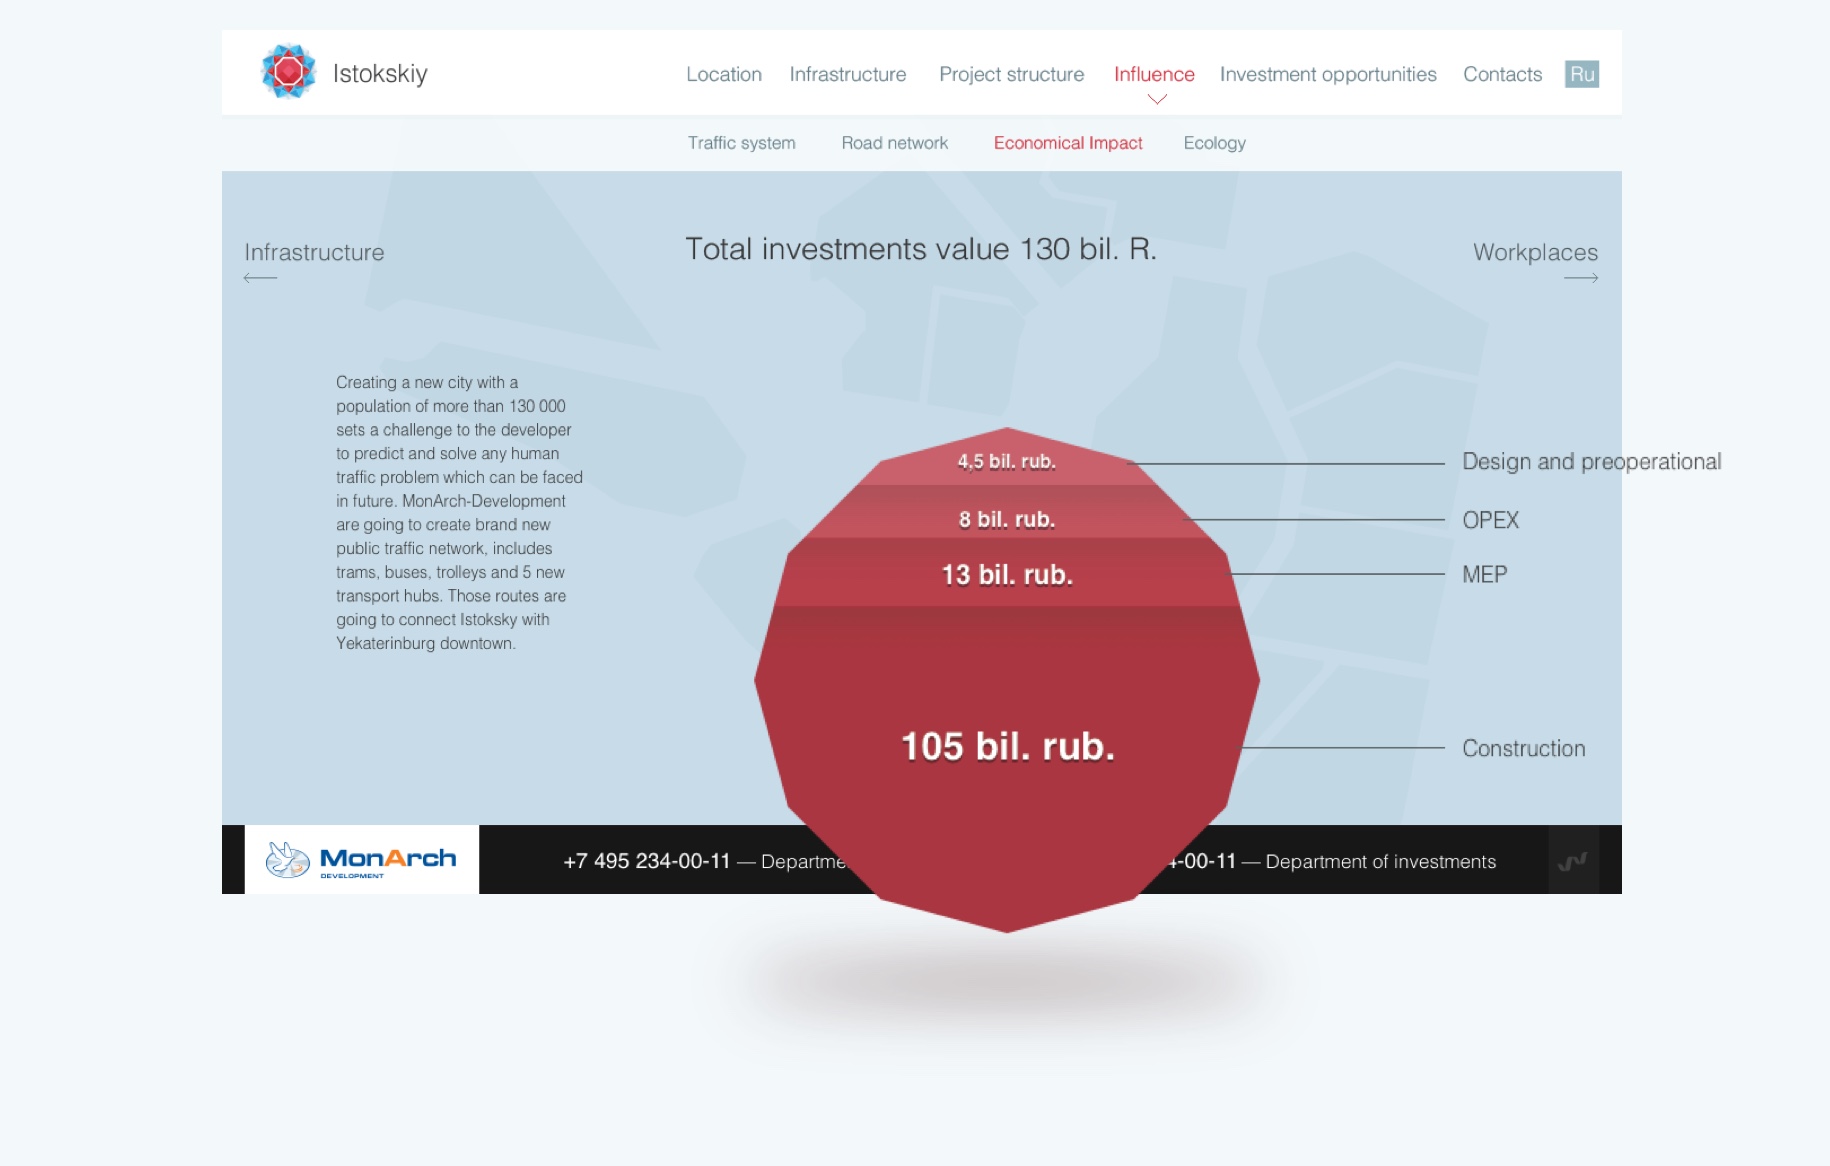 Istokskiy
Location Infrastructure Project structure Influence Investment opportunities Contacts Ru
Traffic system Road network Economical Impact Ecology
Infrastructure
Total investments value 130 bil. R.
Workplaces
Creating a new city with a
population of more than 130 000
sets a challenge to the developer
to predict and solve any human
traffic problem which can be faced
in future. MonArch-Development
are going to create brand new
public traffic network, includes
trams, buses, trolleys and 5 new
transport hubs. Those routes are
going to connect Istoksky with
Yekaterinburg downtown.
4,5 bil. rub. Design and preoperational
8 bil. rub. OPEX
13 bil. rub. MEP
105 bil. rub. Construction
MonArch
DEVELOPMENT
+7 495 234-00-11 — Departme
-00-11 — Department of investments